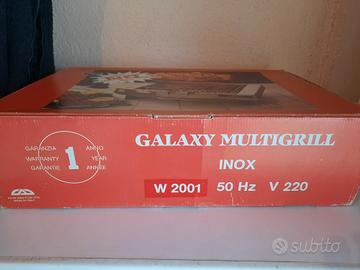 GARANZIA 1 ANNO
WARRANTY YEAR
GARANTIE ANNÉE
GALAXY MULTIGRILL
INOX
W 2001 50 Hz V 220
subito